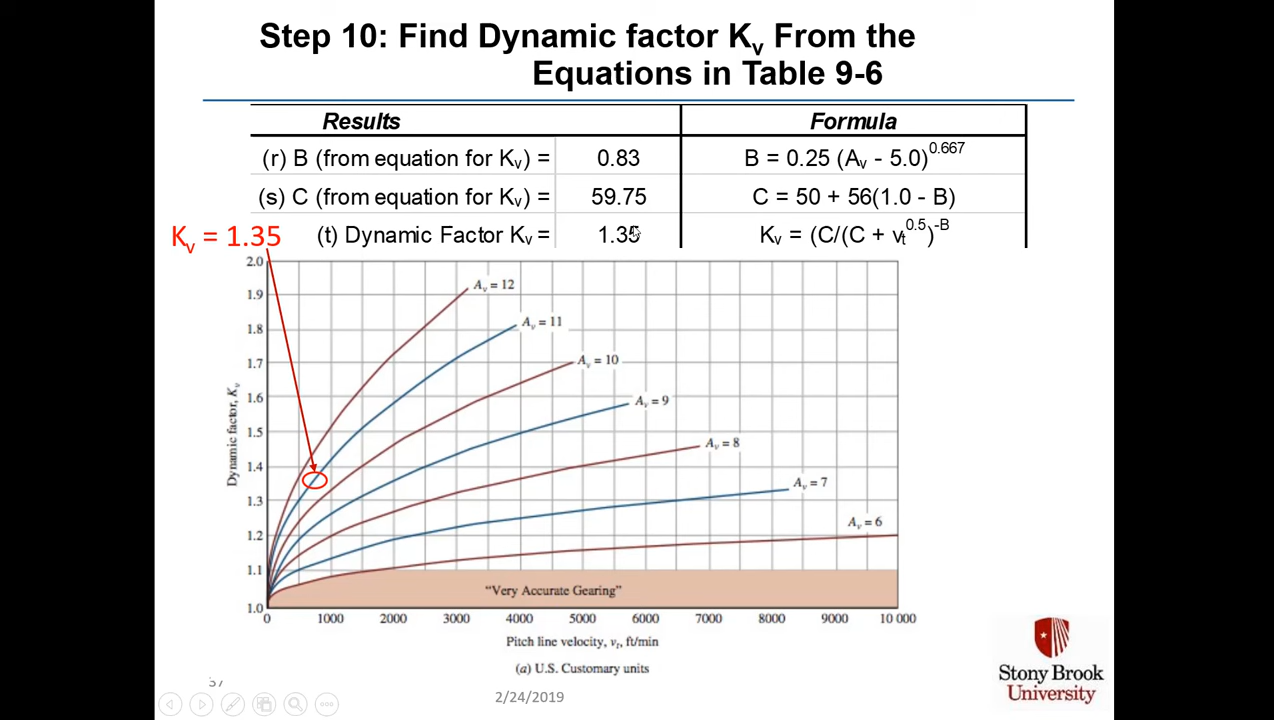 Step 10: Find Dynamic factor Kv From the
Equations in Table 9-6
Results Formula
(r) B (from equation for Kv) = 0.83 B = 0.25 (Av - 5.0)^0.667
(s) C (from equation for Kv) = 59.75 C = 50 + 56(1.0 - B)
Kv = 1.35 (t) Dynamic Factor Kv = 1.35 Kv = (C/(C + vt^0.5)^-B
2.0
1.9
1.8
1.7
1.6
1.5
1.4
1.3
1.2
1.1
1.0
Dynamic factor, Kv
Av = 12
Av = 11
Av = 10
Av = 9
Av = 8
Av = 7
Av = 6
"Very Accurate Gearing"
0 1000 2000 3000 4000 5000 6000 7000 8000 9000 10 000
Pitch line velocity, vt, ft/min
(a) U.S. Customary units
Stony Brook
University
57
2/24/2019